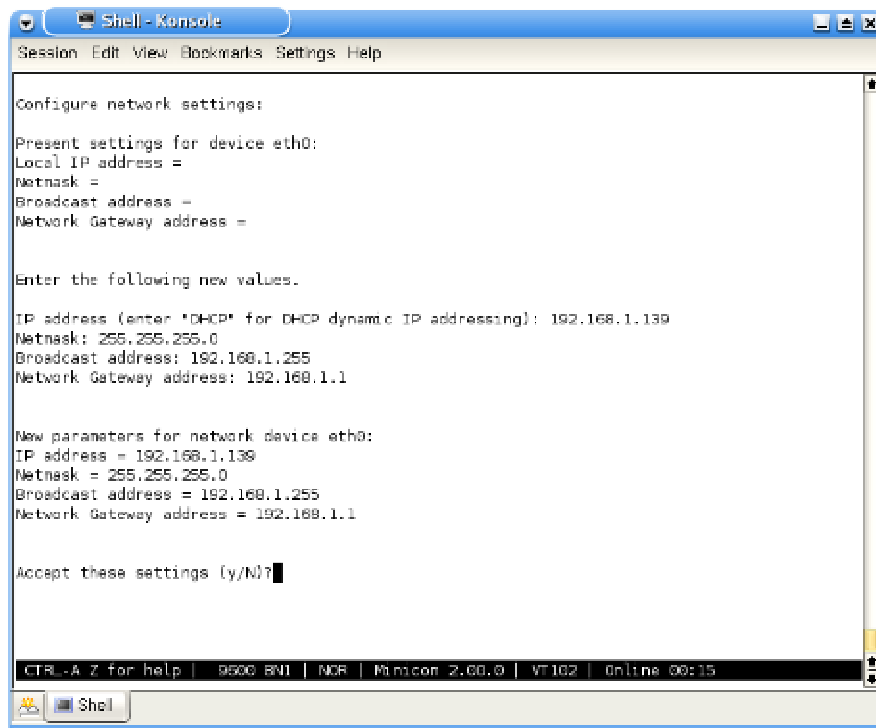 Shell - Konsole
Session Edit View Bookmarks Settings Help
Configure network settings:
Present settings for device eth0:
Local IP address =
Netmask =
Broadcast address =
Network Gateway address =
Enter the following new values.
IP address (enter "DHCP" for DHCP dynamic IP addressing): 192.168.1.139
Netmask: 255.255.255.0
Broadcast address: 192.168.1.255
Network Gateway address: 192.168.1.1
New parameters for network device eth0:
IP address = 192.168.1.139
Netmask = 255.255.255.0
Broadcast address = 192.168.1.255
Network Gateway address = 192.168.1.1
Accept these settings (y/N)?
CTRL-A Z for help | 9600 8N1 | NOR | Minicom 2.00.0 | VT102 | Online 00:15
Shell